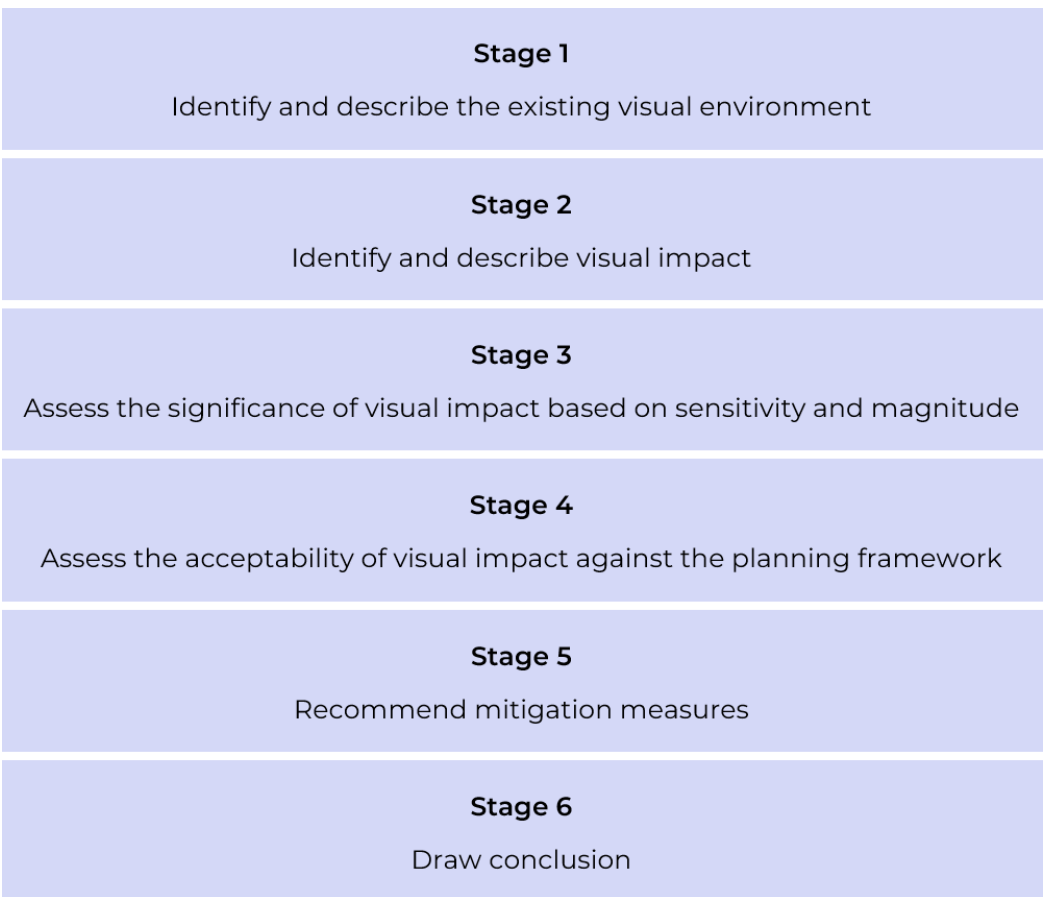 Stage 1
Identify and describe the existing visual environment
Stage 2
Identify and describe visual impact
Stage 3
Assess the significance of visual impact based on sensitivity and magnitude
Stage 4
Assess the acceptability of visual impact against the planning framework
Stage 5
Recommend mitigation measures
Stage 6
Draw conclusion